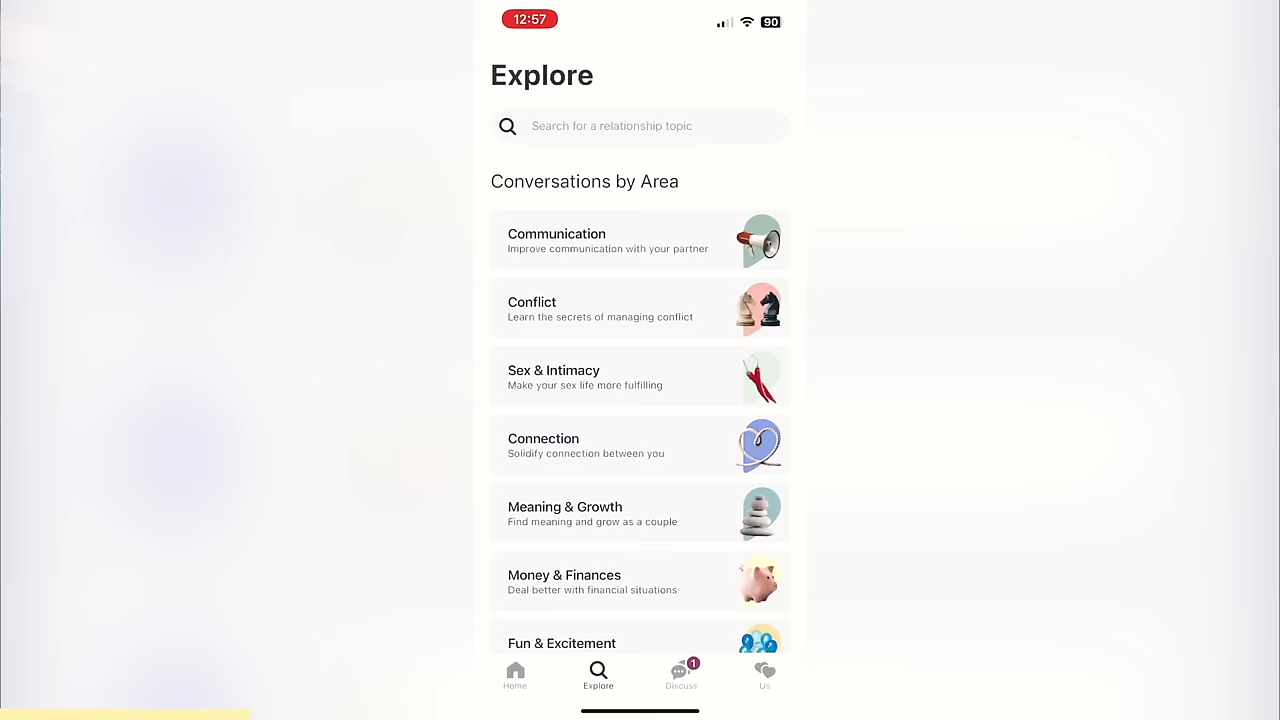 12:57
90
Explore
Search for a relationship topic
Conversations by Area
Communication
Improve communication with your partner
Conflict
Learn the secrets of managing conflict
Sex & Intimacy
Make your sex life more fulfilling
Connection
Solidify connection between you
Meaning & Growth
Find meaning and grow as a couple
Money & Finances
Deal better with financial situations
Fun & Excitement
1
Home
Explore
Discuss
Us